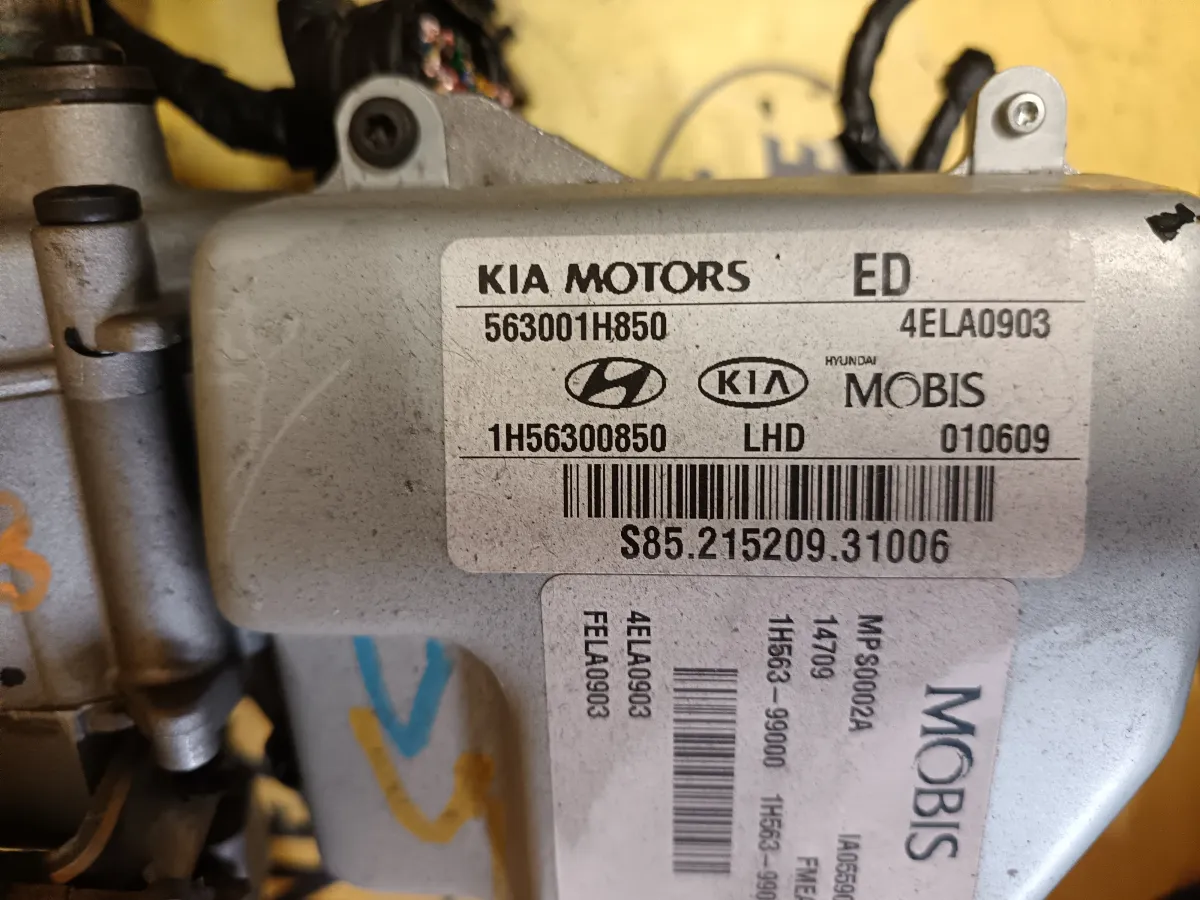 KIA MOTORS ED
563001H850 4ELA0903
KIA HYUNDAI MOBIS
1H56300850 LHD 010609
S85.215209.31006
MOBIS
MPS0002A
14709
1H563-99000
4ELA0903
FELA0903